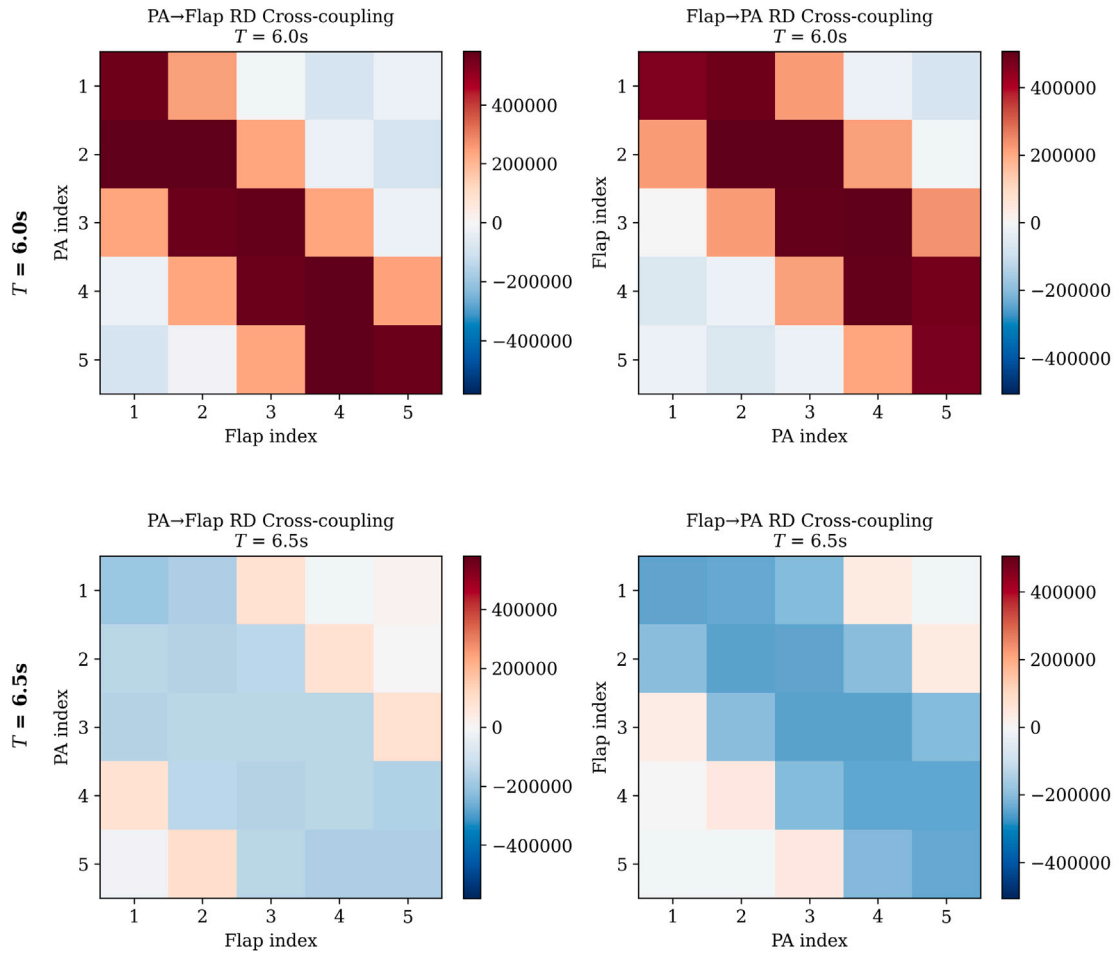 PA→Flap RD Cross-coupling
T = 6.0s
Flap→PA RD Cross-coupling
T = 6.0s
T = 6.0s
PA index
1
2
3
4
5
1 2 3 4 5
Flap index
400000
200000
0
−200000
−400000
Flap index
1
2
3
4
5
1 2 3 4 5
PA index
400000
200000
0
−200000
−400000
PA→Flap RD Cross-coupling
T = 6.5s
Flap→PA RD Cross-coupling
T = 6.5s
T = 6.5s
PA index
1
2
3
4
5
1 2 3 4 5
Flap index
400000
200000
0
−200000
−400000
Flap index
1
2
3
4
5
1 2 3 4 5
PA index
400000
200000
0
−200000
−400000